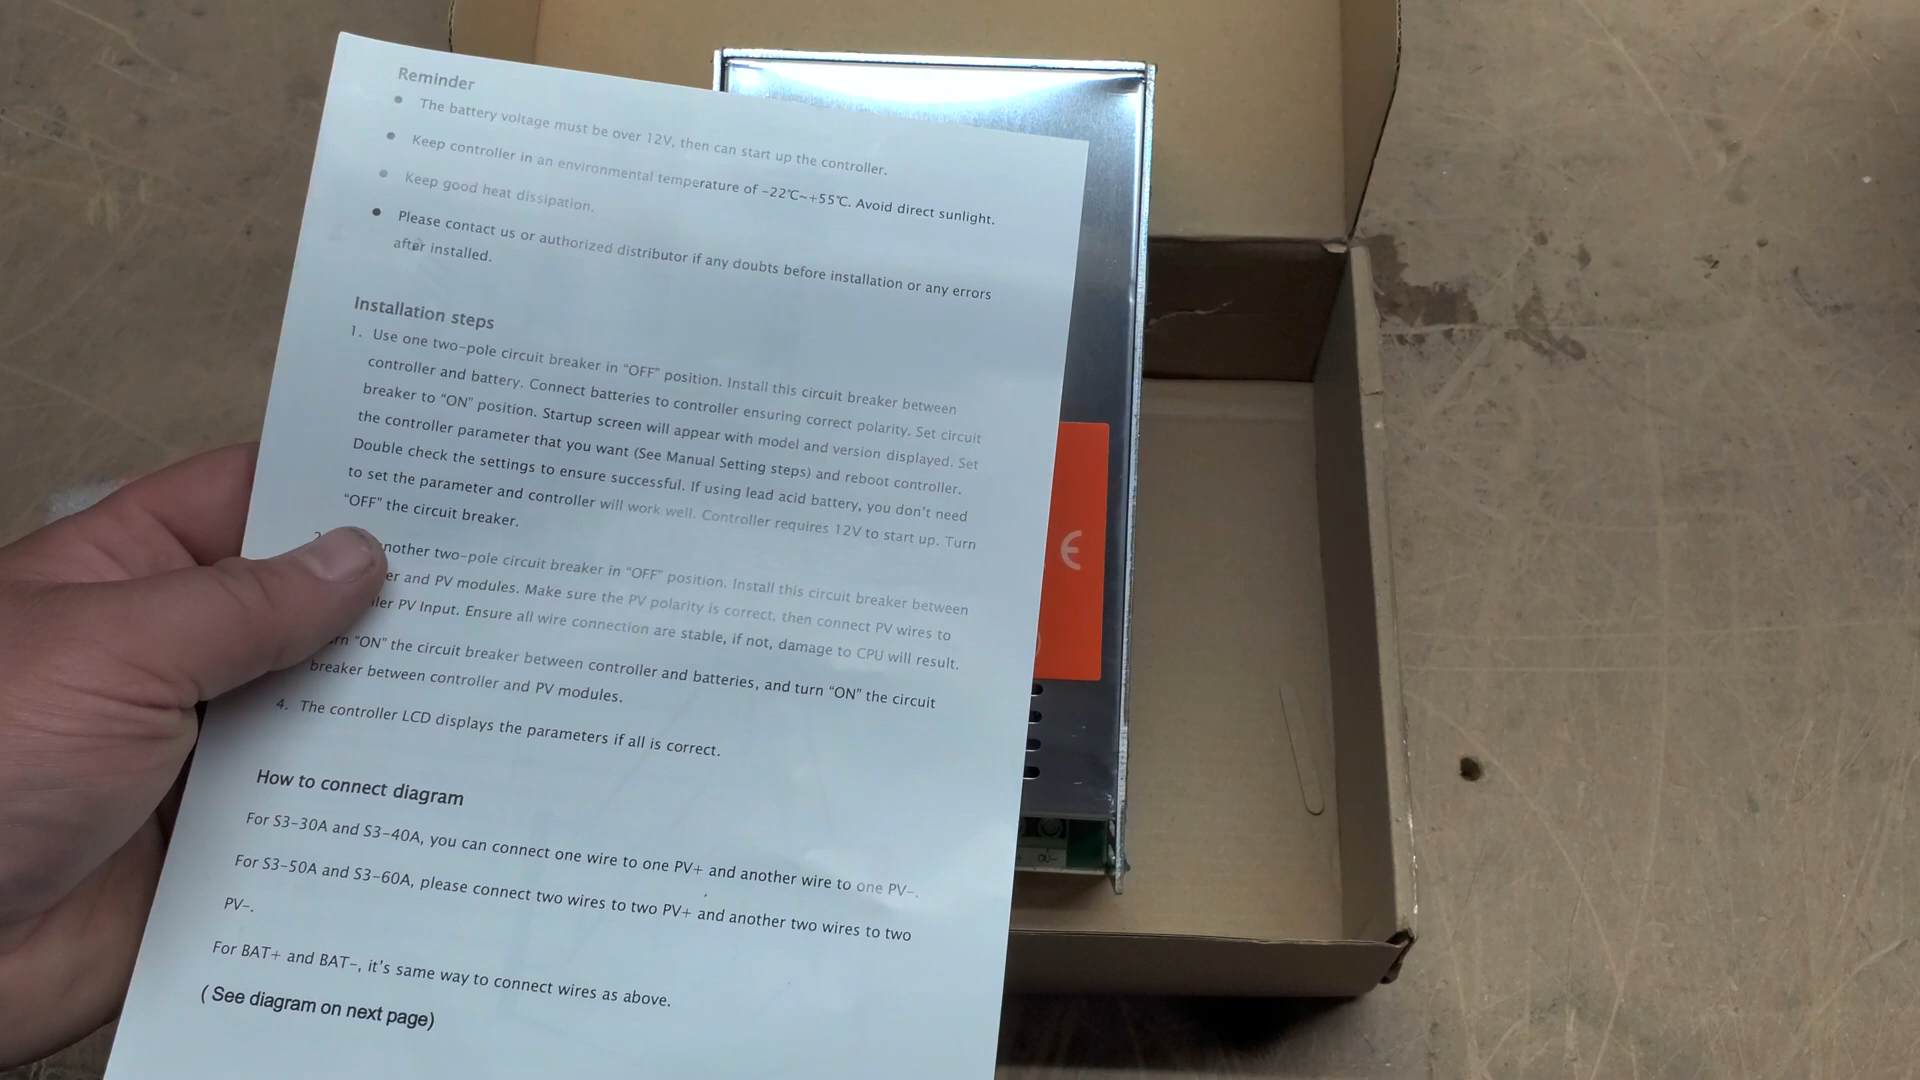 Reminder
● The battery voltage must be over 12V, then can start up the controller.
● Keep controller in an environmental temperature of -22℃~+55℃. Avoid direct sunlight.
● Keep good heat dissipation.
● Please contact us or authorized distributor if any doubts before installation or any errors
after installed.
Installation steps
1. Use one two-pole circuit breaker in “OFF” position. Install this circuit breaker between
controller and battery. Connect batteries to controller ensuring correct polarity. Set circuit
breaker to “ON” position. Startup screen will appear with model and version displayed. Set
the controller parameter that you want (See Manual Setting steps) and reboot controller.
Double check the settings to ensure successful. If using lead acid battery, you don't need
to set the parameter and controller will work well. Controller requires 12V to start up. Turn
“OFF” the circuit breaker.
nother two-pole circuit breaker in “OFF” position. Install this circuit breaker between
er and PV modules. Make sure the PV polarity is correct, then connect PV wires to
ller PV Input. Ensure all wire connection are stable, if not, damage to CPU will result.
rn “ON” the circuit breaker between controller and batteries, and turn “ON” the circuit
breaker between controller and PV modules.
4. The controller LCD displays the parameters if all is correct.
How to connect diagram
For S3-30A and S3-40A, you can connect one wire to one PV+ and another wire to one PV-.
For S3-50A and S3-60A, please connect two wires to two PV+ and another two wires to two
PV-.
For BAT+ and BAT-, it's same way to connect wires as above.
( See diagram on next page)